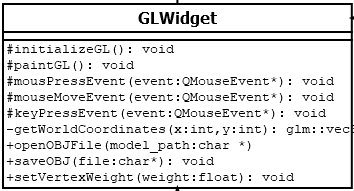 GLWidget
#initializeGL(): void
#paintGL(): void
#mousPressEvent(event:QMouseEvent*): void
#mouseMoveEvent(event:QMouseEvent*): void
#keyPressEvent(event:QMouseEvent*): void
-getWorldCoordinates(x:int,y:int): glm::vec
+openOBJFile(model_path:char *)
+saveOBJ(file:char*): void
+setVertexWeight(weight:float): void